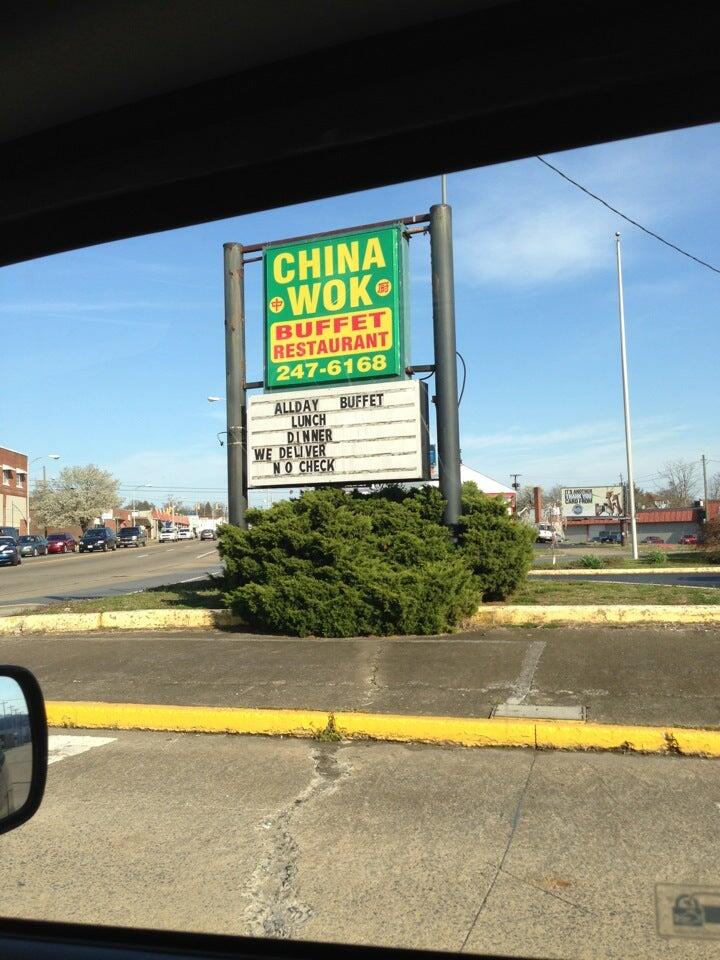 CHINA
中 WOK 厨
BUFFET
RESTAURANT
247-6168
ALLDAY BUFFET
LUNCH
DINNER
WE DELIVER
NO CHECK